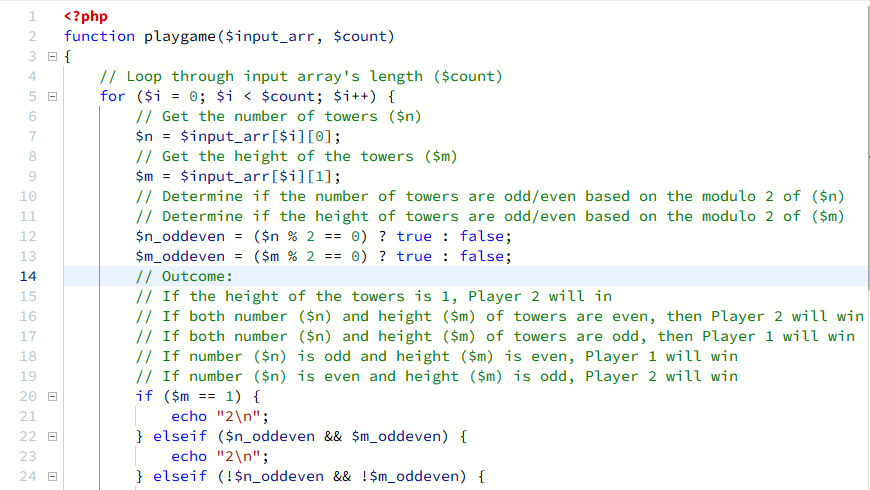 1 <?php
2 function playgame($input_arr, $count)
3 {
4 // Loop through input array's length ($count)
5 for ($i = 0; $i < $count; $i++) {
6 // Get the number of towers ($n)
7 $n = $input_arr[$i][0];
8 // Get the height of the towers ($m)
9 $m = $input_arr[$i][1];
10 // Determine if the number of towers are odd/even based on the modulo 2 of ($n)
11 // Determine if the height of towers are odd/even based on the modulo 2 of ($m)
12 $n_oddeven = ($n % 2 == 0) ? true : false;
13 $m_oddeven = ($m % 2 == 0) ? true : false;
14 // Outcome:
15 // If the height of the towers is 1, Player 2 will in
16 // If both number ($n) and height ($m) of towers are even, then Player 2 will win
17 // If both number ($n) and height ($m) of towers are odd, then Player 1 will win
18 // If number ($n) is odd and height ($m) is even, Player 1 will win
19 // If number ($n) is even and height ($m) is odd, Player 2 will win
20 if ($m == 1) {
21 echo "2\n";
22 } elseif ($n_oddeven && $m_oddeven) {
23 echo "2\n";
24 } elseif (!$n_oddeven && !$m_oddeven) {